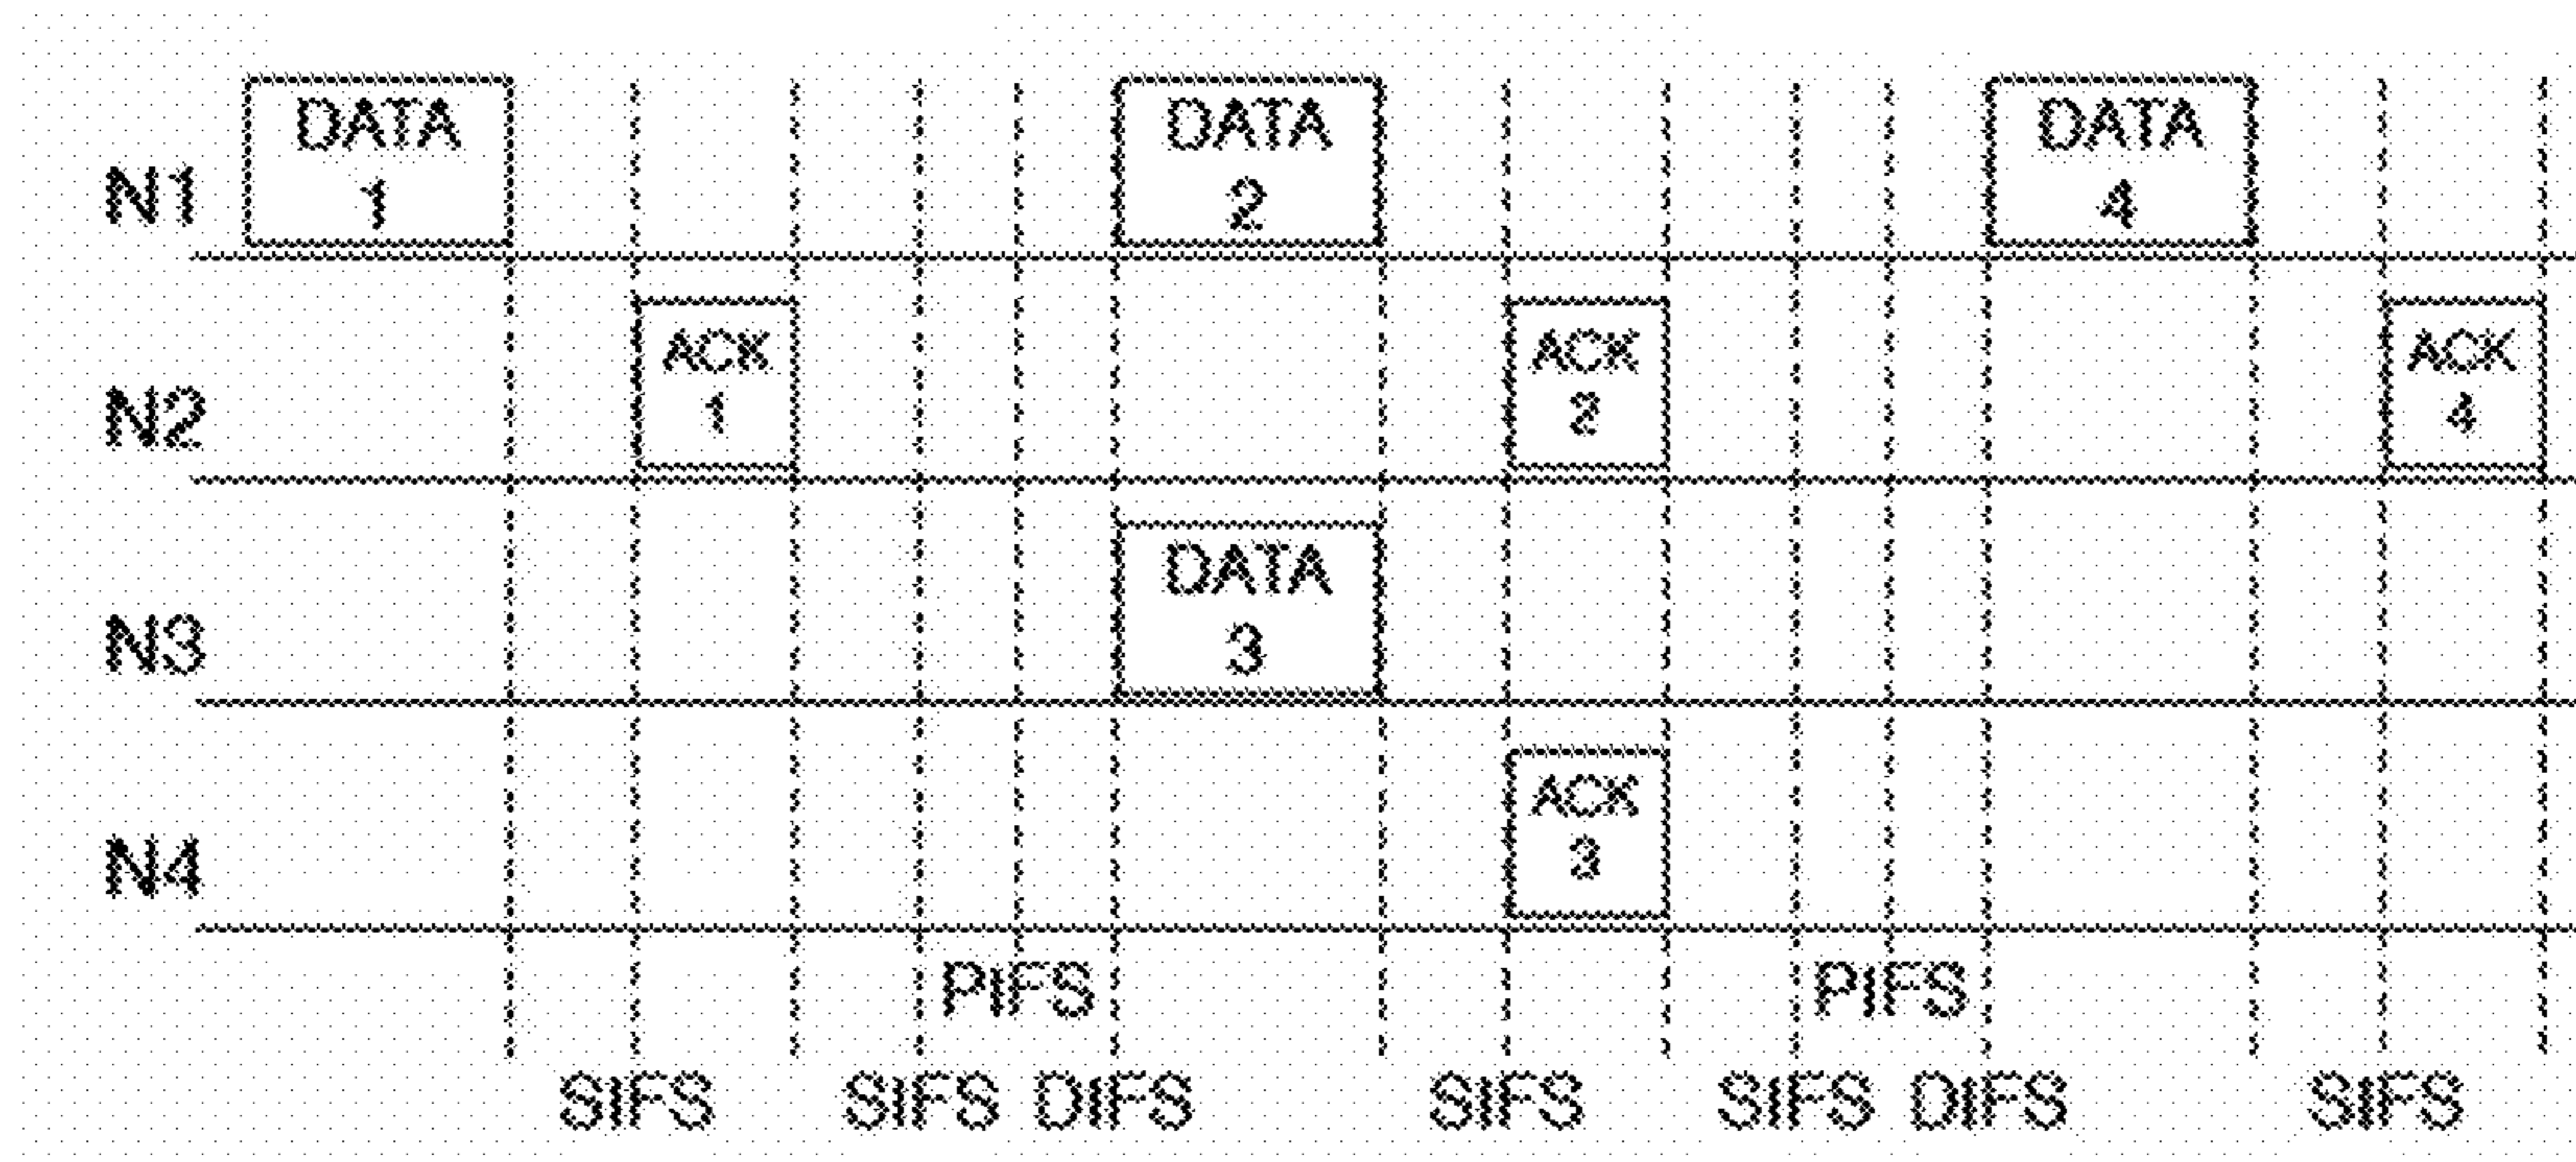 DATA DATA DATA
N1 1 2 4
ACK ACK ACK
N2 1 2 4
DATA
N3 3
ACK
N4 3
PIFS PIFS
SIFS SIFS DIFS SIFS SIFS DIFS SIFS